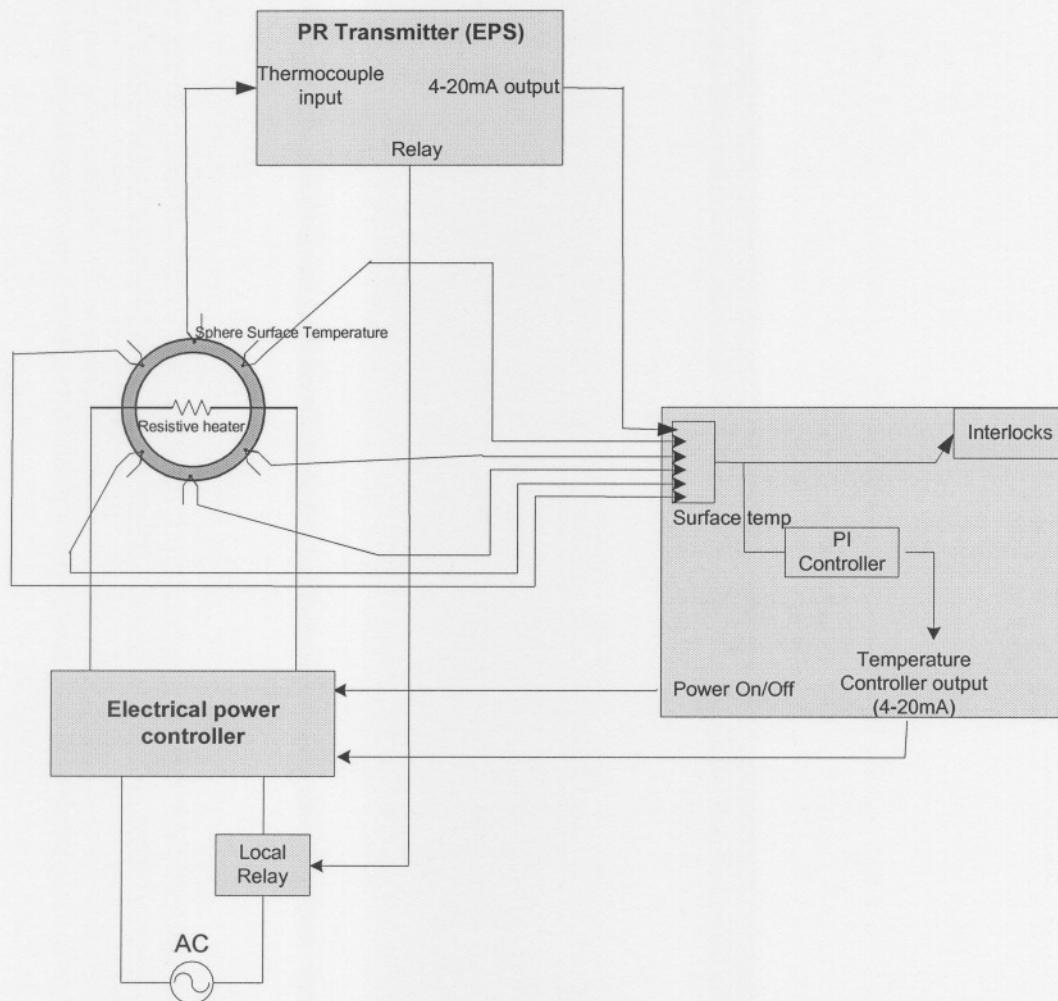 PR Transmitter (EPS)
Thermocouple
input
4-20mA output
Relay
Sphere Surface Temperature
Resistive heater
Interlocks
Surface temp
PI
Controller
Temperature
Controller output
(4-20mA)
Power On/Off
Electrical power
controller
Local
Relay
AC